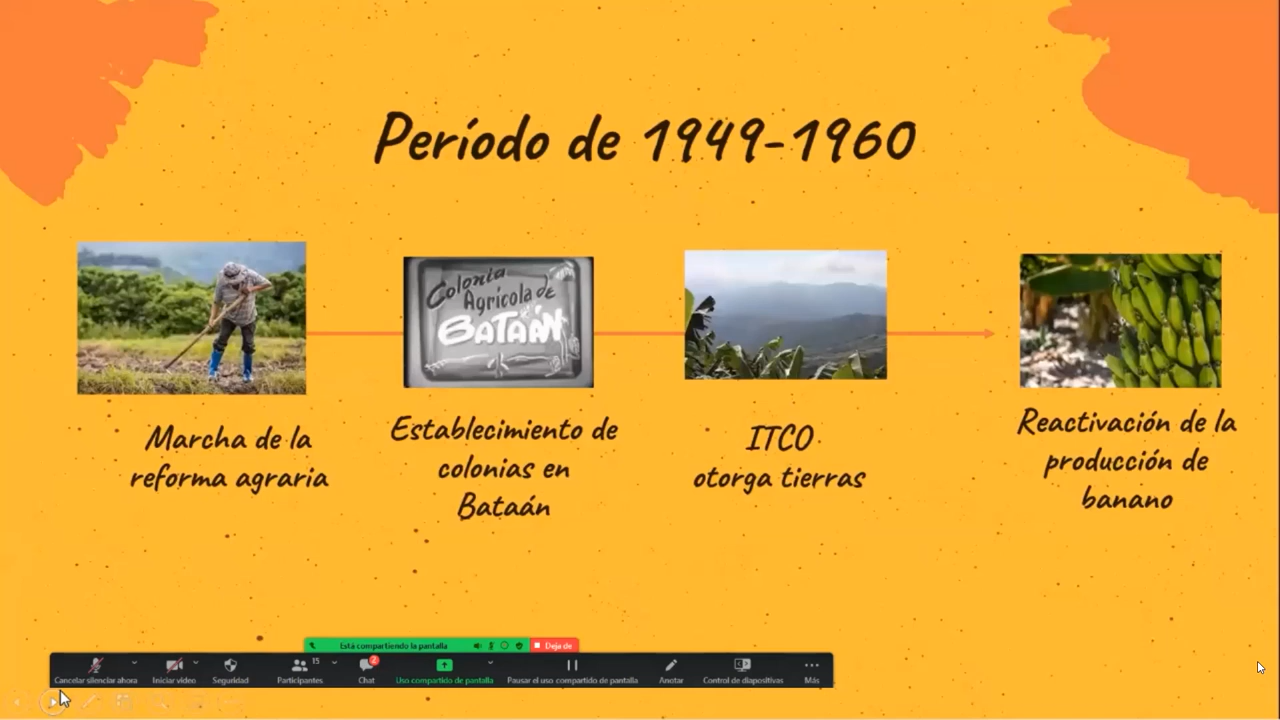 Período de 1949-1960
Colonia
Agrícola de
BATAÁN
Marcha de la
reforma agraria
Establecimiento de
colonias en
Bataán
ITCO
otorga tierras
Reactivación de la
producción de
banano
Está compartiendo la pantalla
Deja de
Cancelar silenciar ahora
Iniciar video
Seguridad
15
Participantes
2
Chat
Uso compartido de pantalla
Pausar el uso compartido de pantalla
Anotar
Control de diapositivas
Más